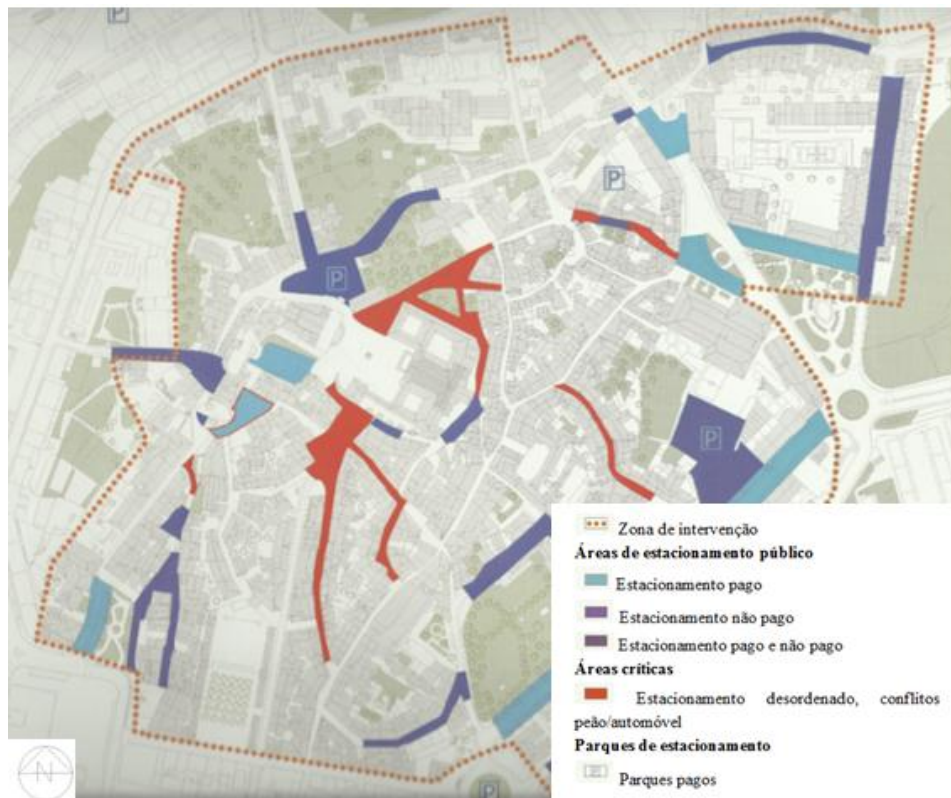 P
P
P
P
Zona de intervenção
Áreas de estacionamento público
Estacionamento pago
Estacionamento não pago
Estacionamento pago e não pago
Áreas críticas
Estacionamento desordenado, conflitos
peão/automóvel
Parques de estacionamento
P Parques pagos
N
P